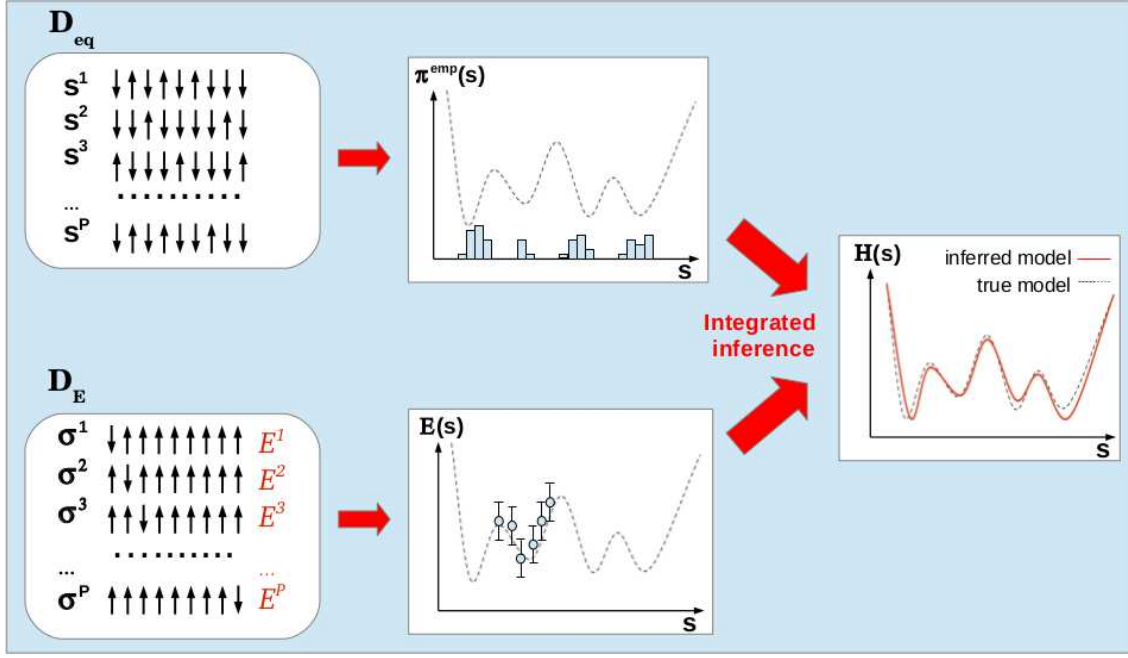 D_eq
s^1
s^2
s^3
...
s^P
π^emp(s)
s
D_E
σ^1 E^1
σ^2 E^2
σ^3 E^3
... ...
σ^P E^P
E(s)
s
Integrated
inference
H(s)
inferred model
true model
s